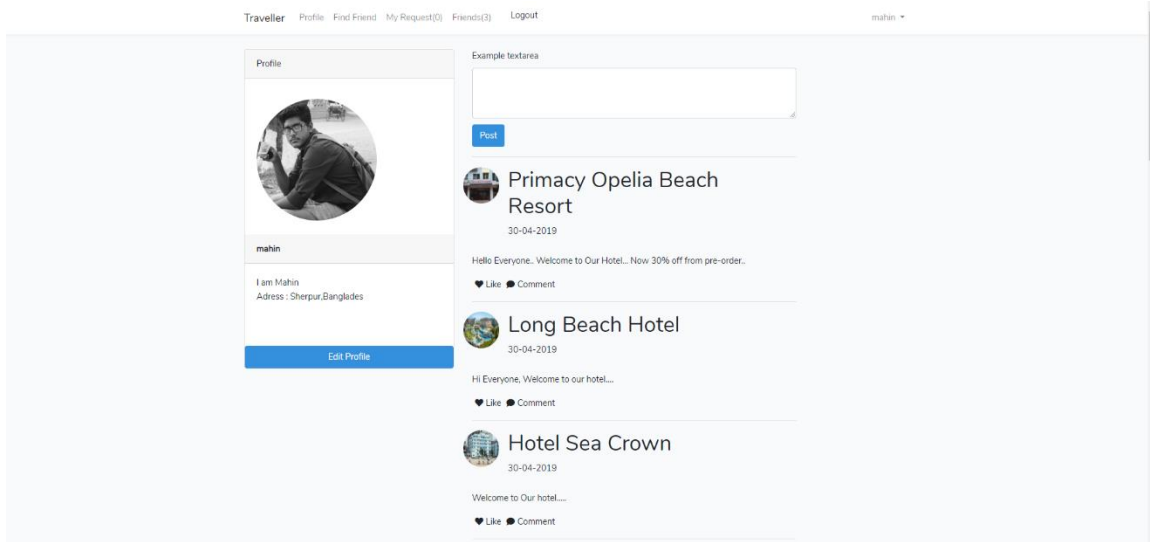 Traveller Profile Find Friend My Request(0) Friends(3) Logout mahin
Profile
mahin
I am Mahin
Adress : Sherpur,Banglades
Edit Profile
Example textarea
Post
Primacy Opelia Beach
Resort
30-04-2019
Hello Everyone.. Welcome to Our Hotel... Now 30% off from pre-order..
Like Comment
Long Beach Hotel
30-04-2019
Hi Everyone, Welcome to our hotel....
Like Comment
Hotel Sea Crown
30-04-2019
Welcome to Our hotel.....
Like Comment